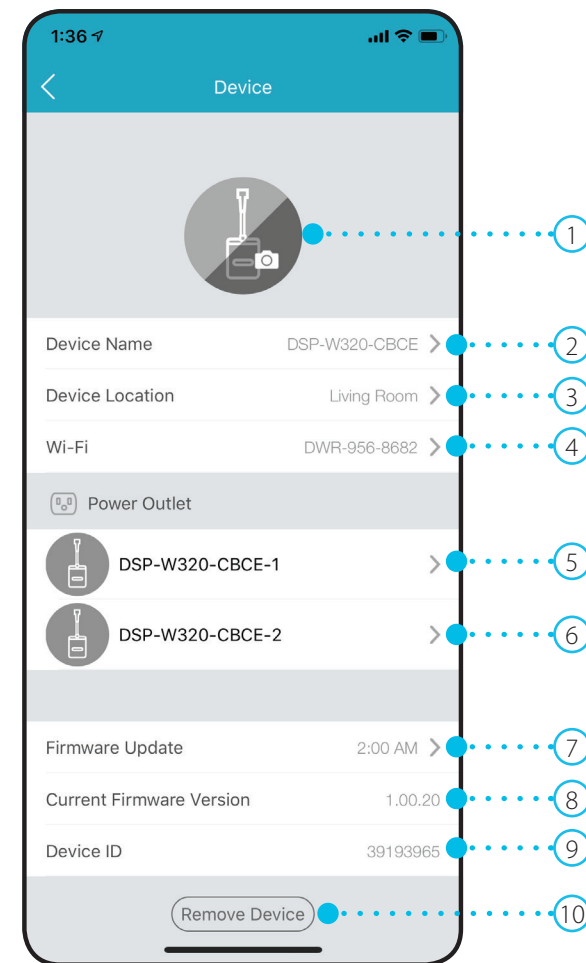 1:36
Device
1
Device Name DSP-W320-CBCE 2
Device Location Living Room 3
Wi-Fi DWR-956-8682 4
Power Outlet
DSP-W320-CBCE-1 5
DSP-W320-CBCE-2 6
Firmware Update 2:00 AM 7
Current Firmware Version 1.00.20 8
Device ID 39193965 9
Remove Device 10